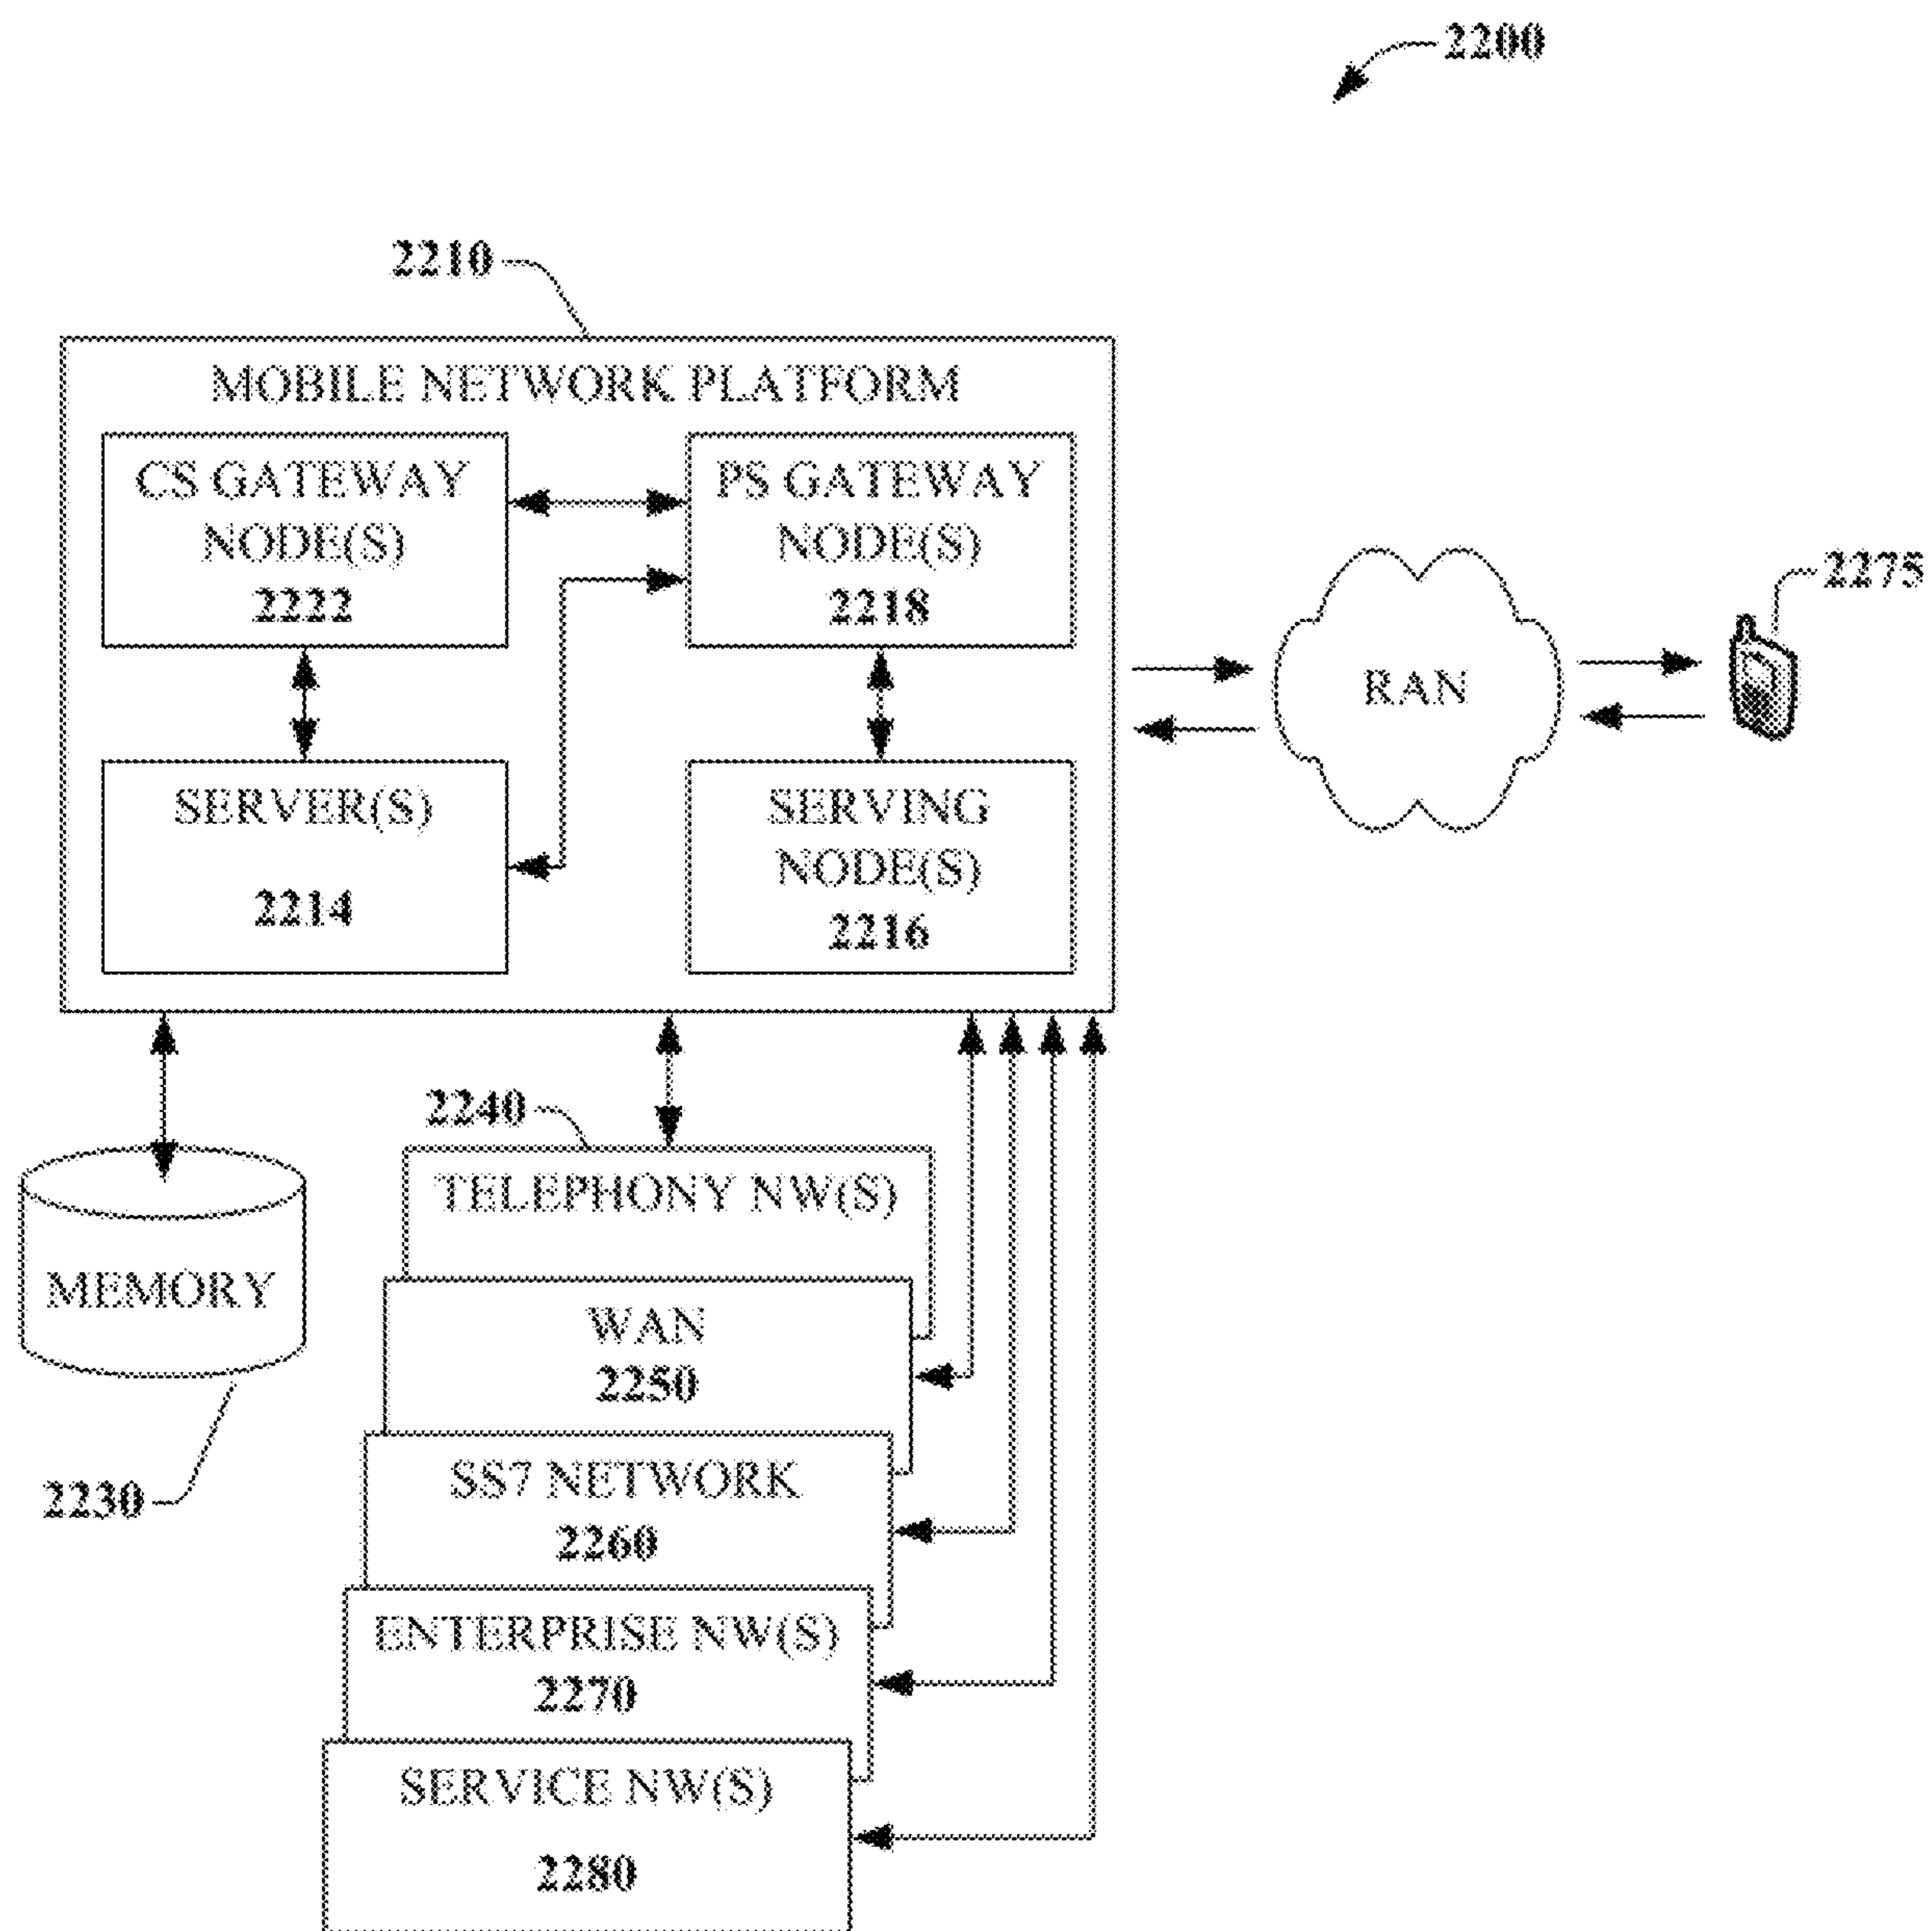 2200
2210
MOBILE NETWORK PLATFORM
CS GATEWAY
NODE(S)
2222
PS GATEWAY
NODE(S)
2218
SERVER(S)
2214
SERVING
NODE(S)
2216
RAN
2275
2240
TELEPHONY NW(S)
MEMORY
2230
WAN
2250
SS7 NETWORK
2260
ENTERPRISE NW(S)
2270
SERVICE NW(S)
2280